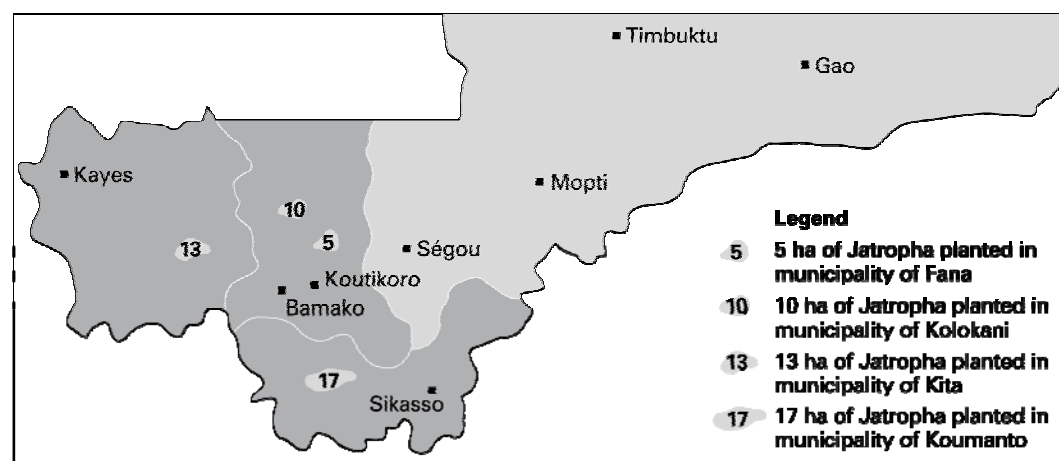 Timbuktu
Gao
Kayes
Mopti
10
13
5
Ségou
Koutikoro
Bamako
17
Sikasso
Legend
5 5 ha of Jatropha planted in
municipality of Fana
10 10 ha of Jatropha planted in
municipality of Kolokani
13 13 ha of Jatropha planted in
municipality of Kita
17 17 ha of Jatropha planted in
municipality of Koumanto